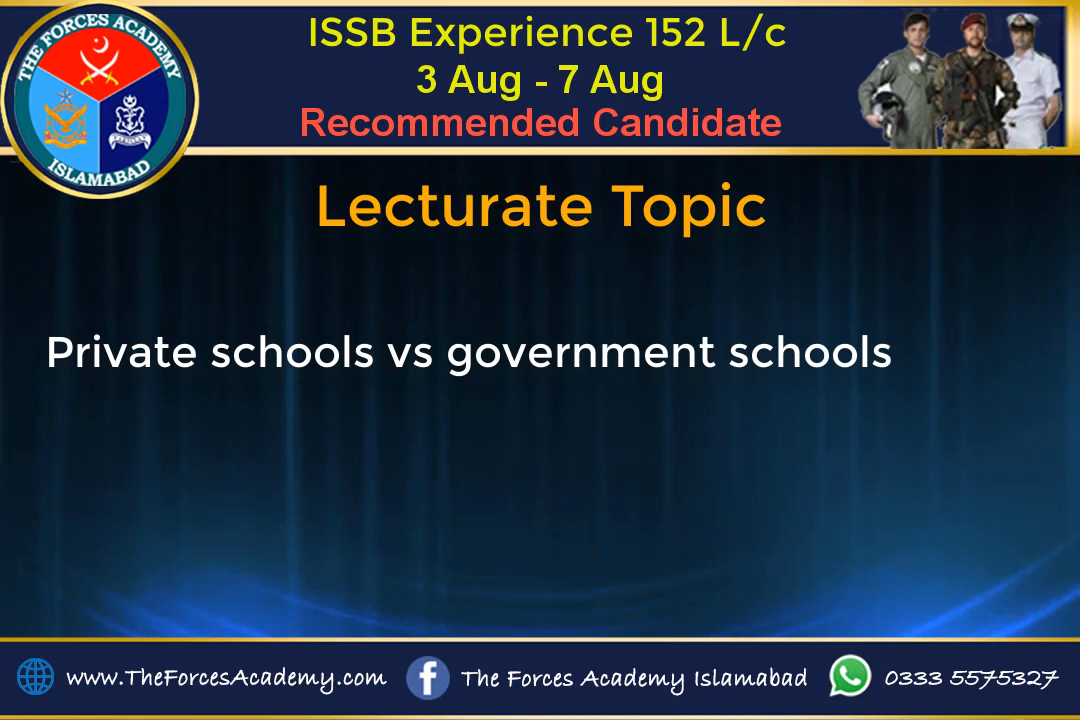 THE FORCES ACADEMY
ISLAMABAD
ISSB Experience 152 L/c
3 Aug - 7 Aug
Recommended Candidate
Lecturate Topic
Private schools vs government schools
www.TheForcesAcademy.com
The Forces Academy Islamabad
0333 5575327